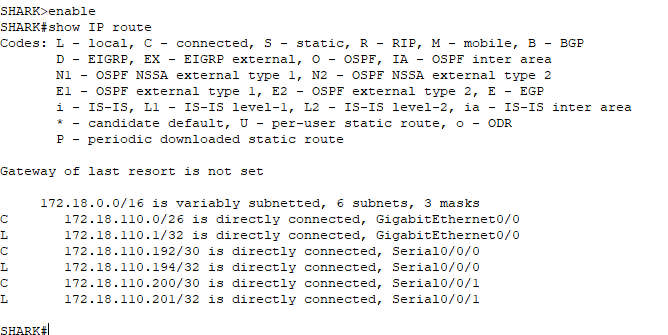 SHARK>enable
SHARK#show IP route
Codes: L - local, C - connected, S - static, R - RIP, M - mobile, B - BGP
D - EIGRP, EX - EIGRP external, O - OSPF, IA - OSPF inter area
N1 - OSPF NSSA external type 1, N2 - OSPF NSSA external type 2
E1 - OSPF external type 1, E2 - OSPF external type 2, E - EGP
i - IS-IS, L1 - IS-IS level-1, L2 - IS-IS level-2, ia - IS-IS inter area
* - candidate default, U - per-user static route, o - ODR
P - periodic downloaded static route
Gateway of last resort is not set
172.18.0.0/16 is variably subnetted, 6 subnets, 3 masks
C 172.18.110.0/26 is directly connected, GigabitEthernet0/0
L 172.18.110.1/32 is directly connected, GigabitEthernet0/0
C 172.18.110.192/30 is directly connected, Serial0/0/0
L 172.18.110.194/32 is directly connected, Serial0/0/0
C 172.18.110.200/30 is directly connected, Serial0/0/1
L 172.18.110.201/32 is directly connected, Serial0/0/1
SHARK#